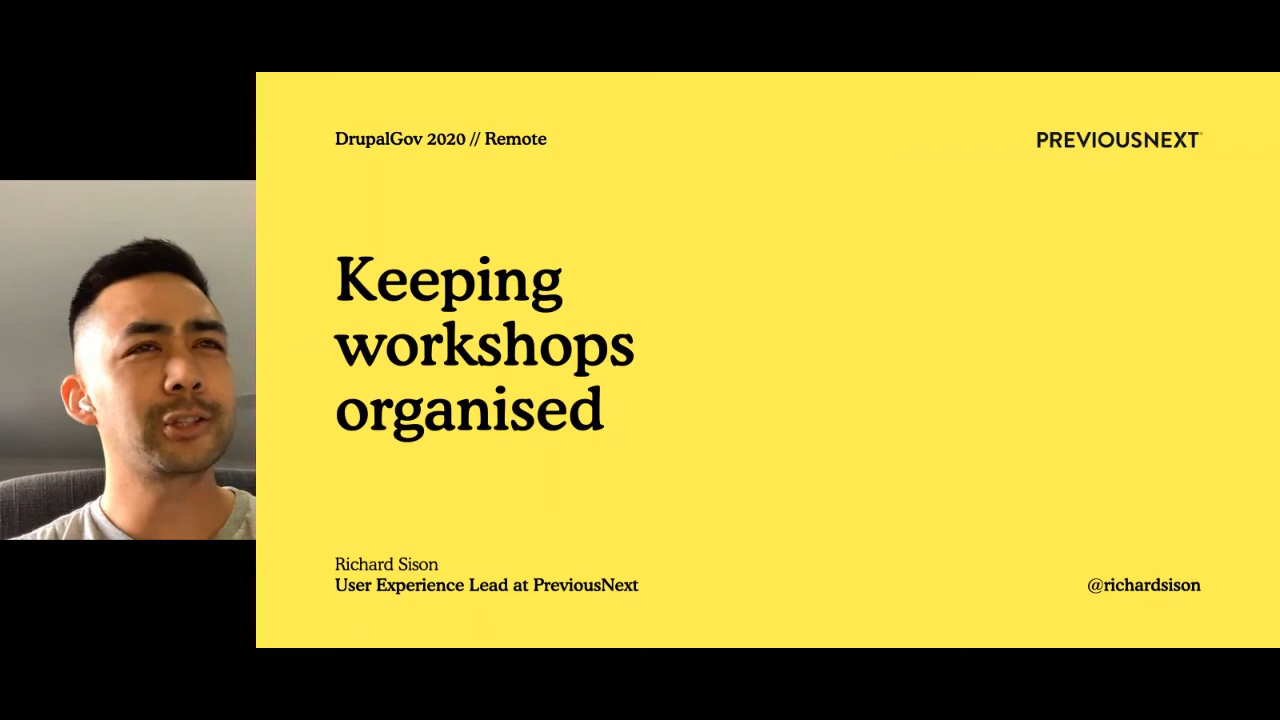 DrupalGov 2020 // Remote
PREVIOUSNEXT
Keeping
workshops
organised
Richard Sison
User Experience Lead at PreviousNext
@richardsison